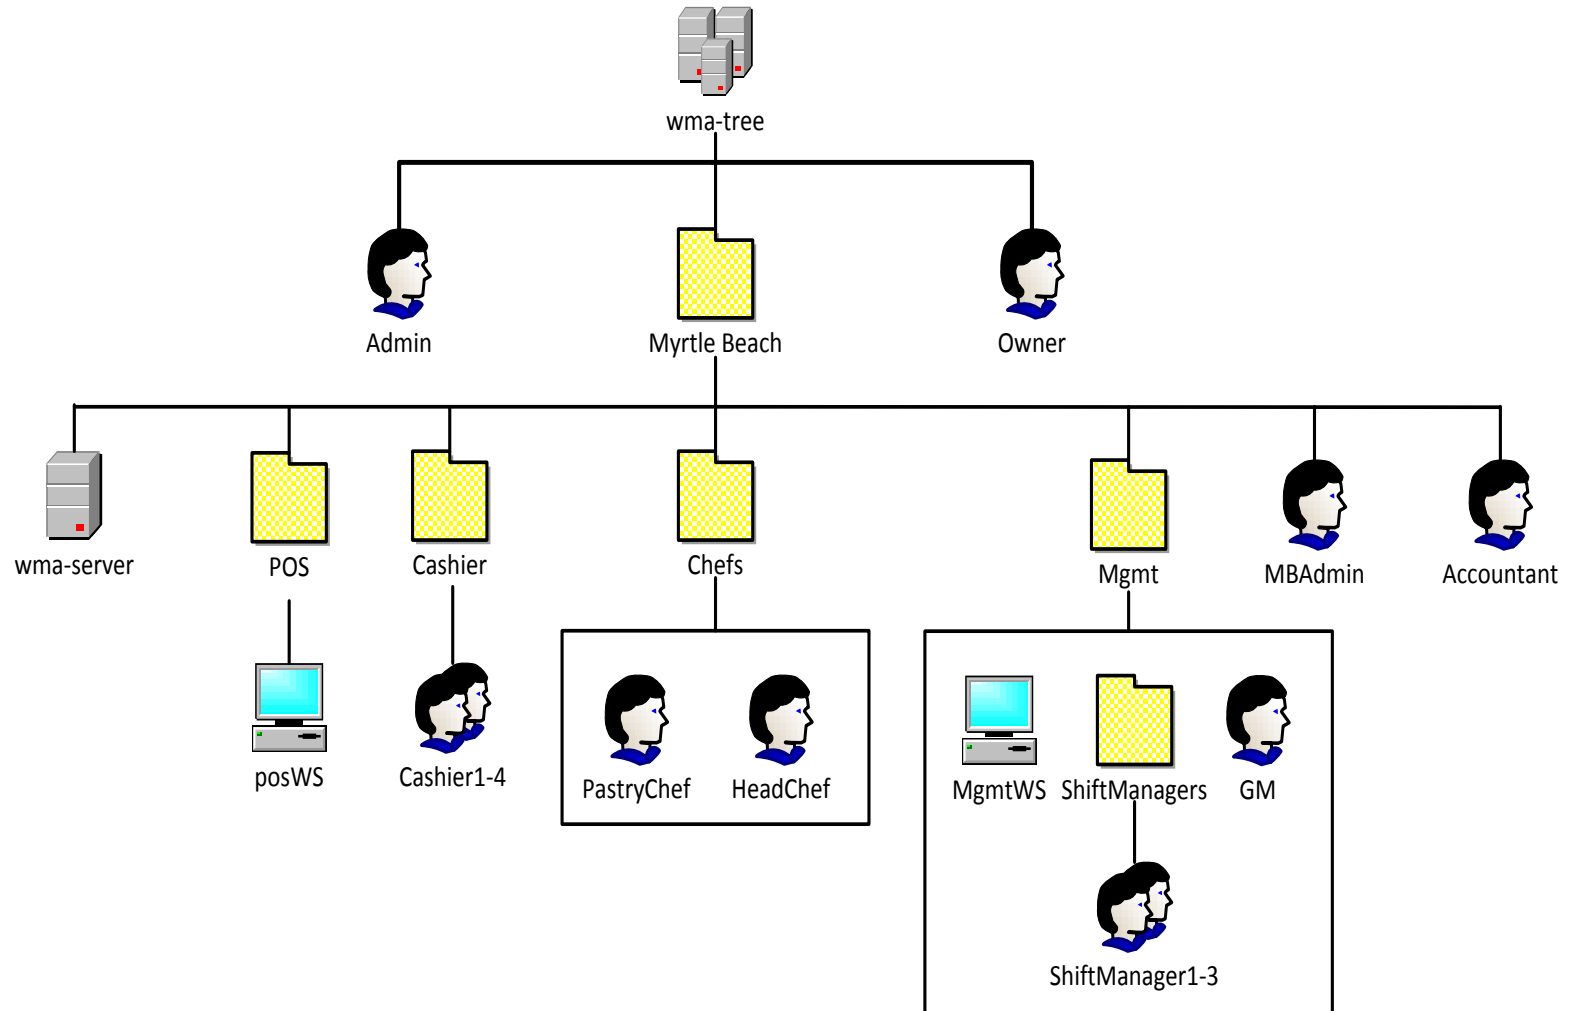 wma-tree
Admin
Myrtle Beach
Owner
wma-server
POS
Cashier
Chefs
Mgmt
MBAdmin
Accountant
posWS
Cashier1-4
PastryChef
HeadChef
MgmtWS
ShiftManagers
GM
ShiftManager1-3